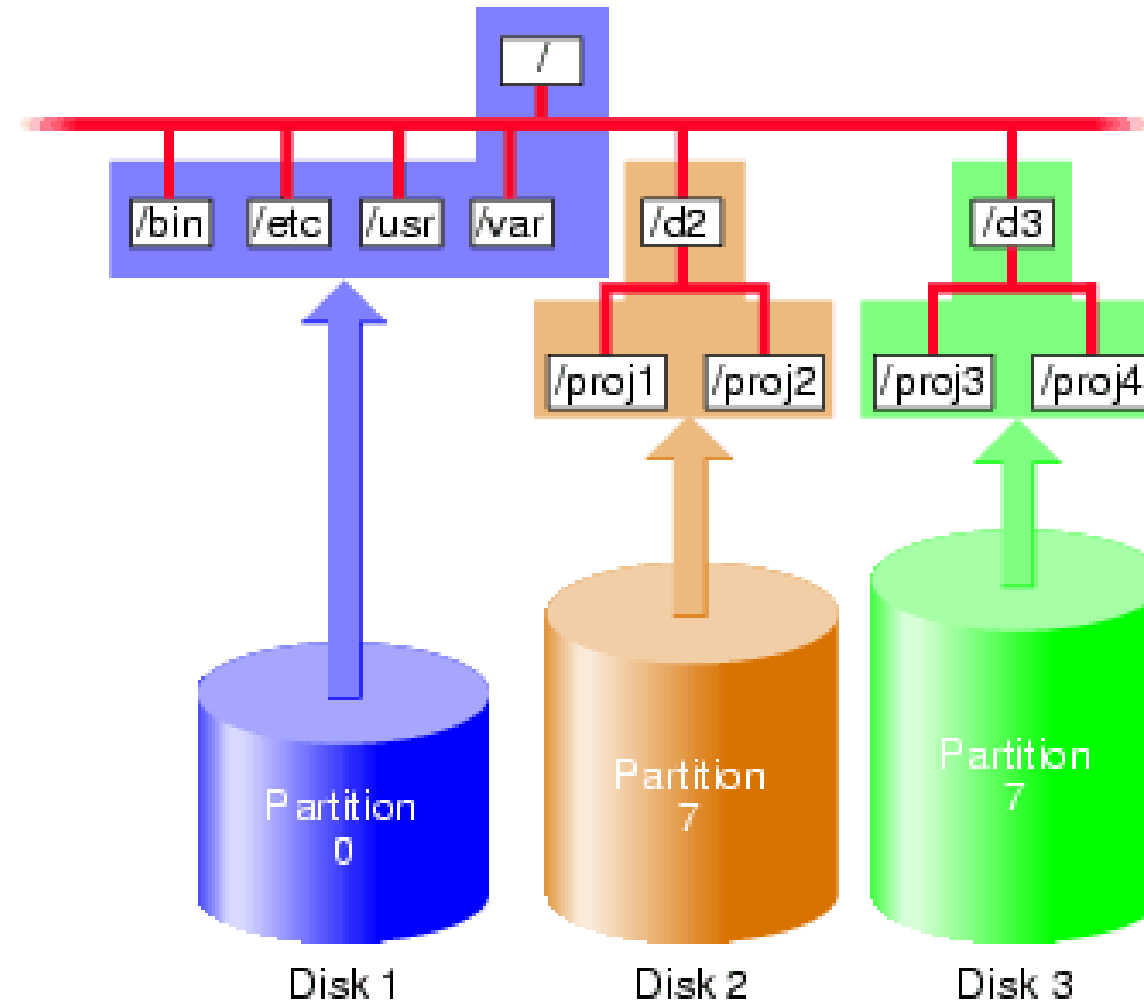 /
/bin /etc /usr /var /d2 /d3
/proj1 /proj2 /proj3 /proj4
Partition
0
Partition
7
Partition
7
Disk 1 Disk 2 Disk 3